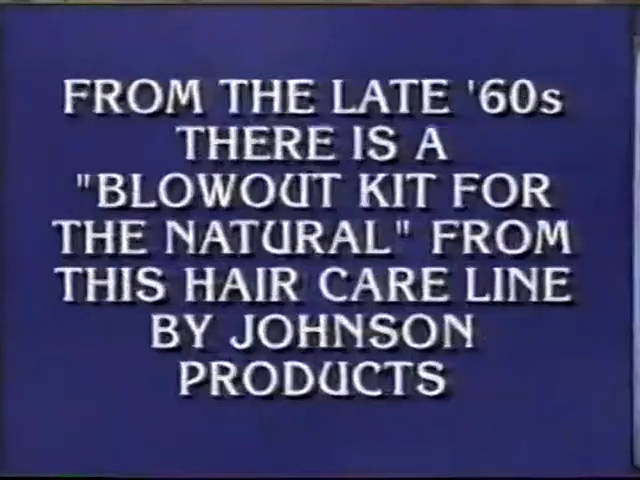 FROM THE LATE '60s
THERE IS A
"BLOWOUT KIT FOR
THE NATURAL" FROM
THIS HAIR CARE LINE
BY JOHNSON
PRODUCTS